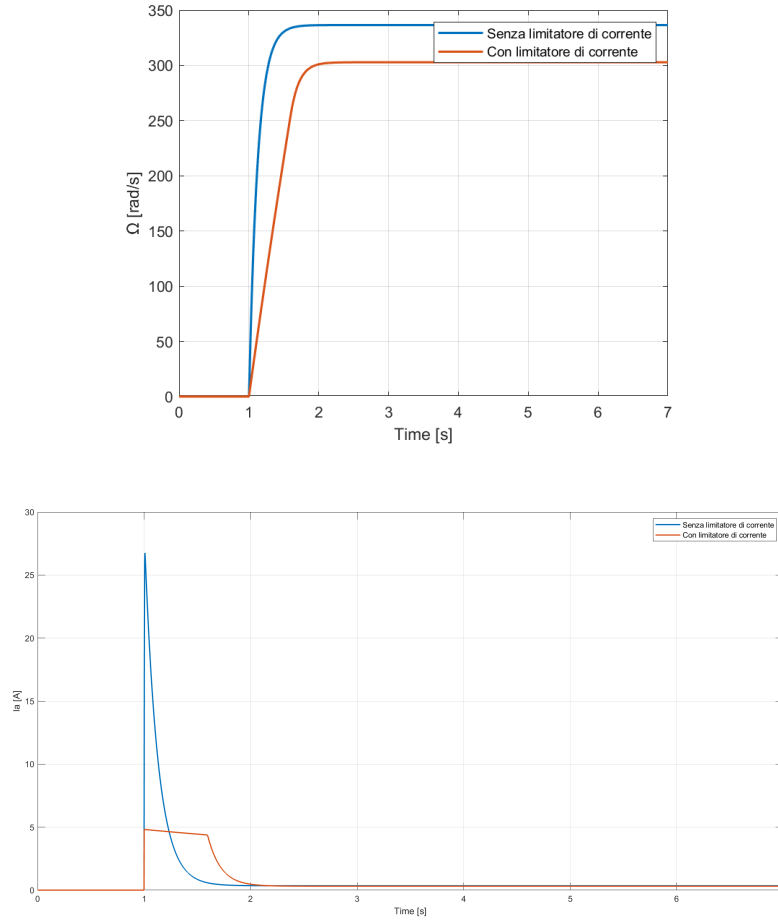 350
300
250
200
150
100
50
0
Ω [rad/s]
Senza limitatore di corrente
Con limitatore di corrente
0 1 2 3 4 5 6 7
Time [s]
30
25
20
15
10
5
0
Ia [A]
Senza limitatore di corrente
Con limitatore di corrente
0 1 2 3 4 5 6
Time [s]